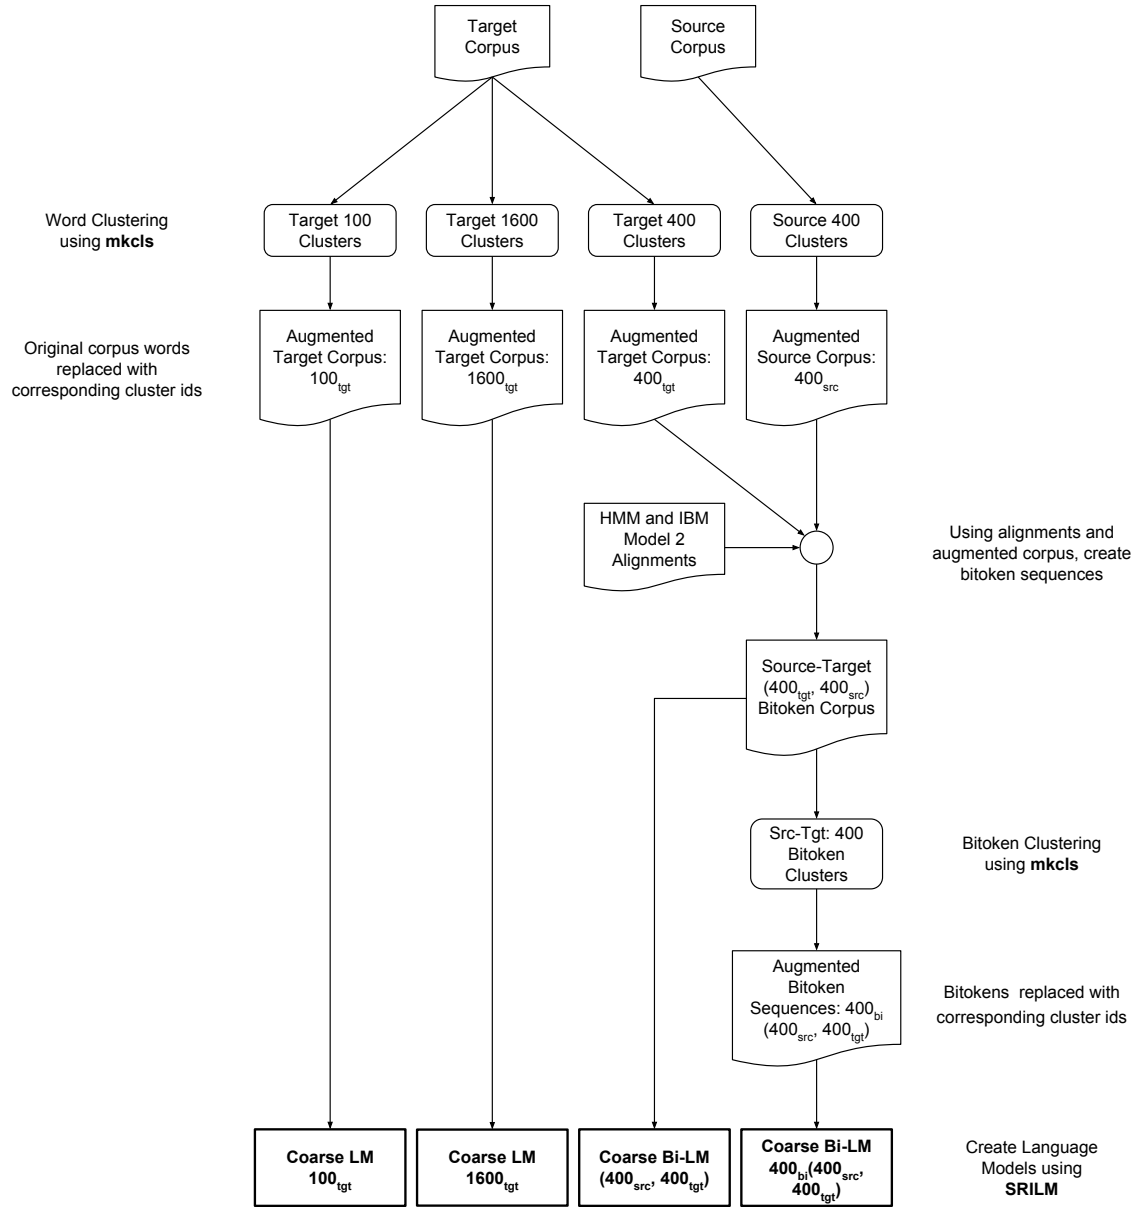 Target
Corpus
Source
Corpus
Word Clustering
using mkcls
Target 100
Clusters
Target 1600
Clusters
Target 400
Clusters
Source 400
Clusters
Original corpus words
replaced with
corresponding cluster ids
Augmented
Target Corpus:
100tgt
Augmented
Target Corpus:
1600tgt
Augmented
Target Corpus:
400tgt
Augmented
Source Corpus:
400src
HMM and IBM
Model 2
Alignments
Using alignments and
augmented corpus, create
bitoken sequences
Source-Target
(400tgt, 400src)
Bitoken Corpus
Src-Tgt: 400
Bitoken
Clusters
Bitoken Clustering
using mkcls
Augmented
Bitoken
Sequences: 400bi
(400src, 400tgt)
Bitokens replaced with
corresponding cluster ids
Coarse LM
100tgt
Coarse LM
1600tgt
Coarse Bi-LM
(400src, 400tgt)
Coarse Bi-LM
400bi(400src,
400tgt)
Create Language
Models using
SRILM